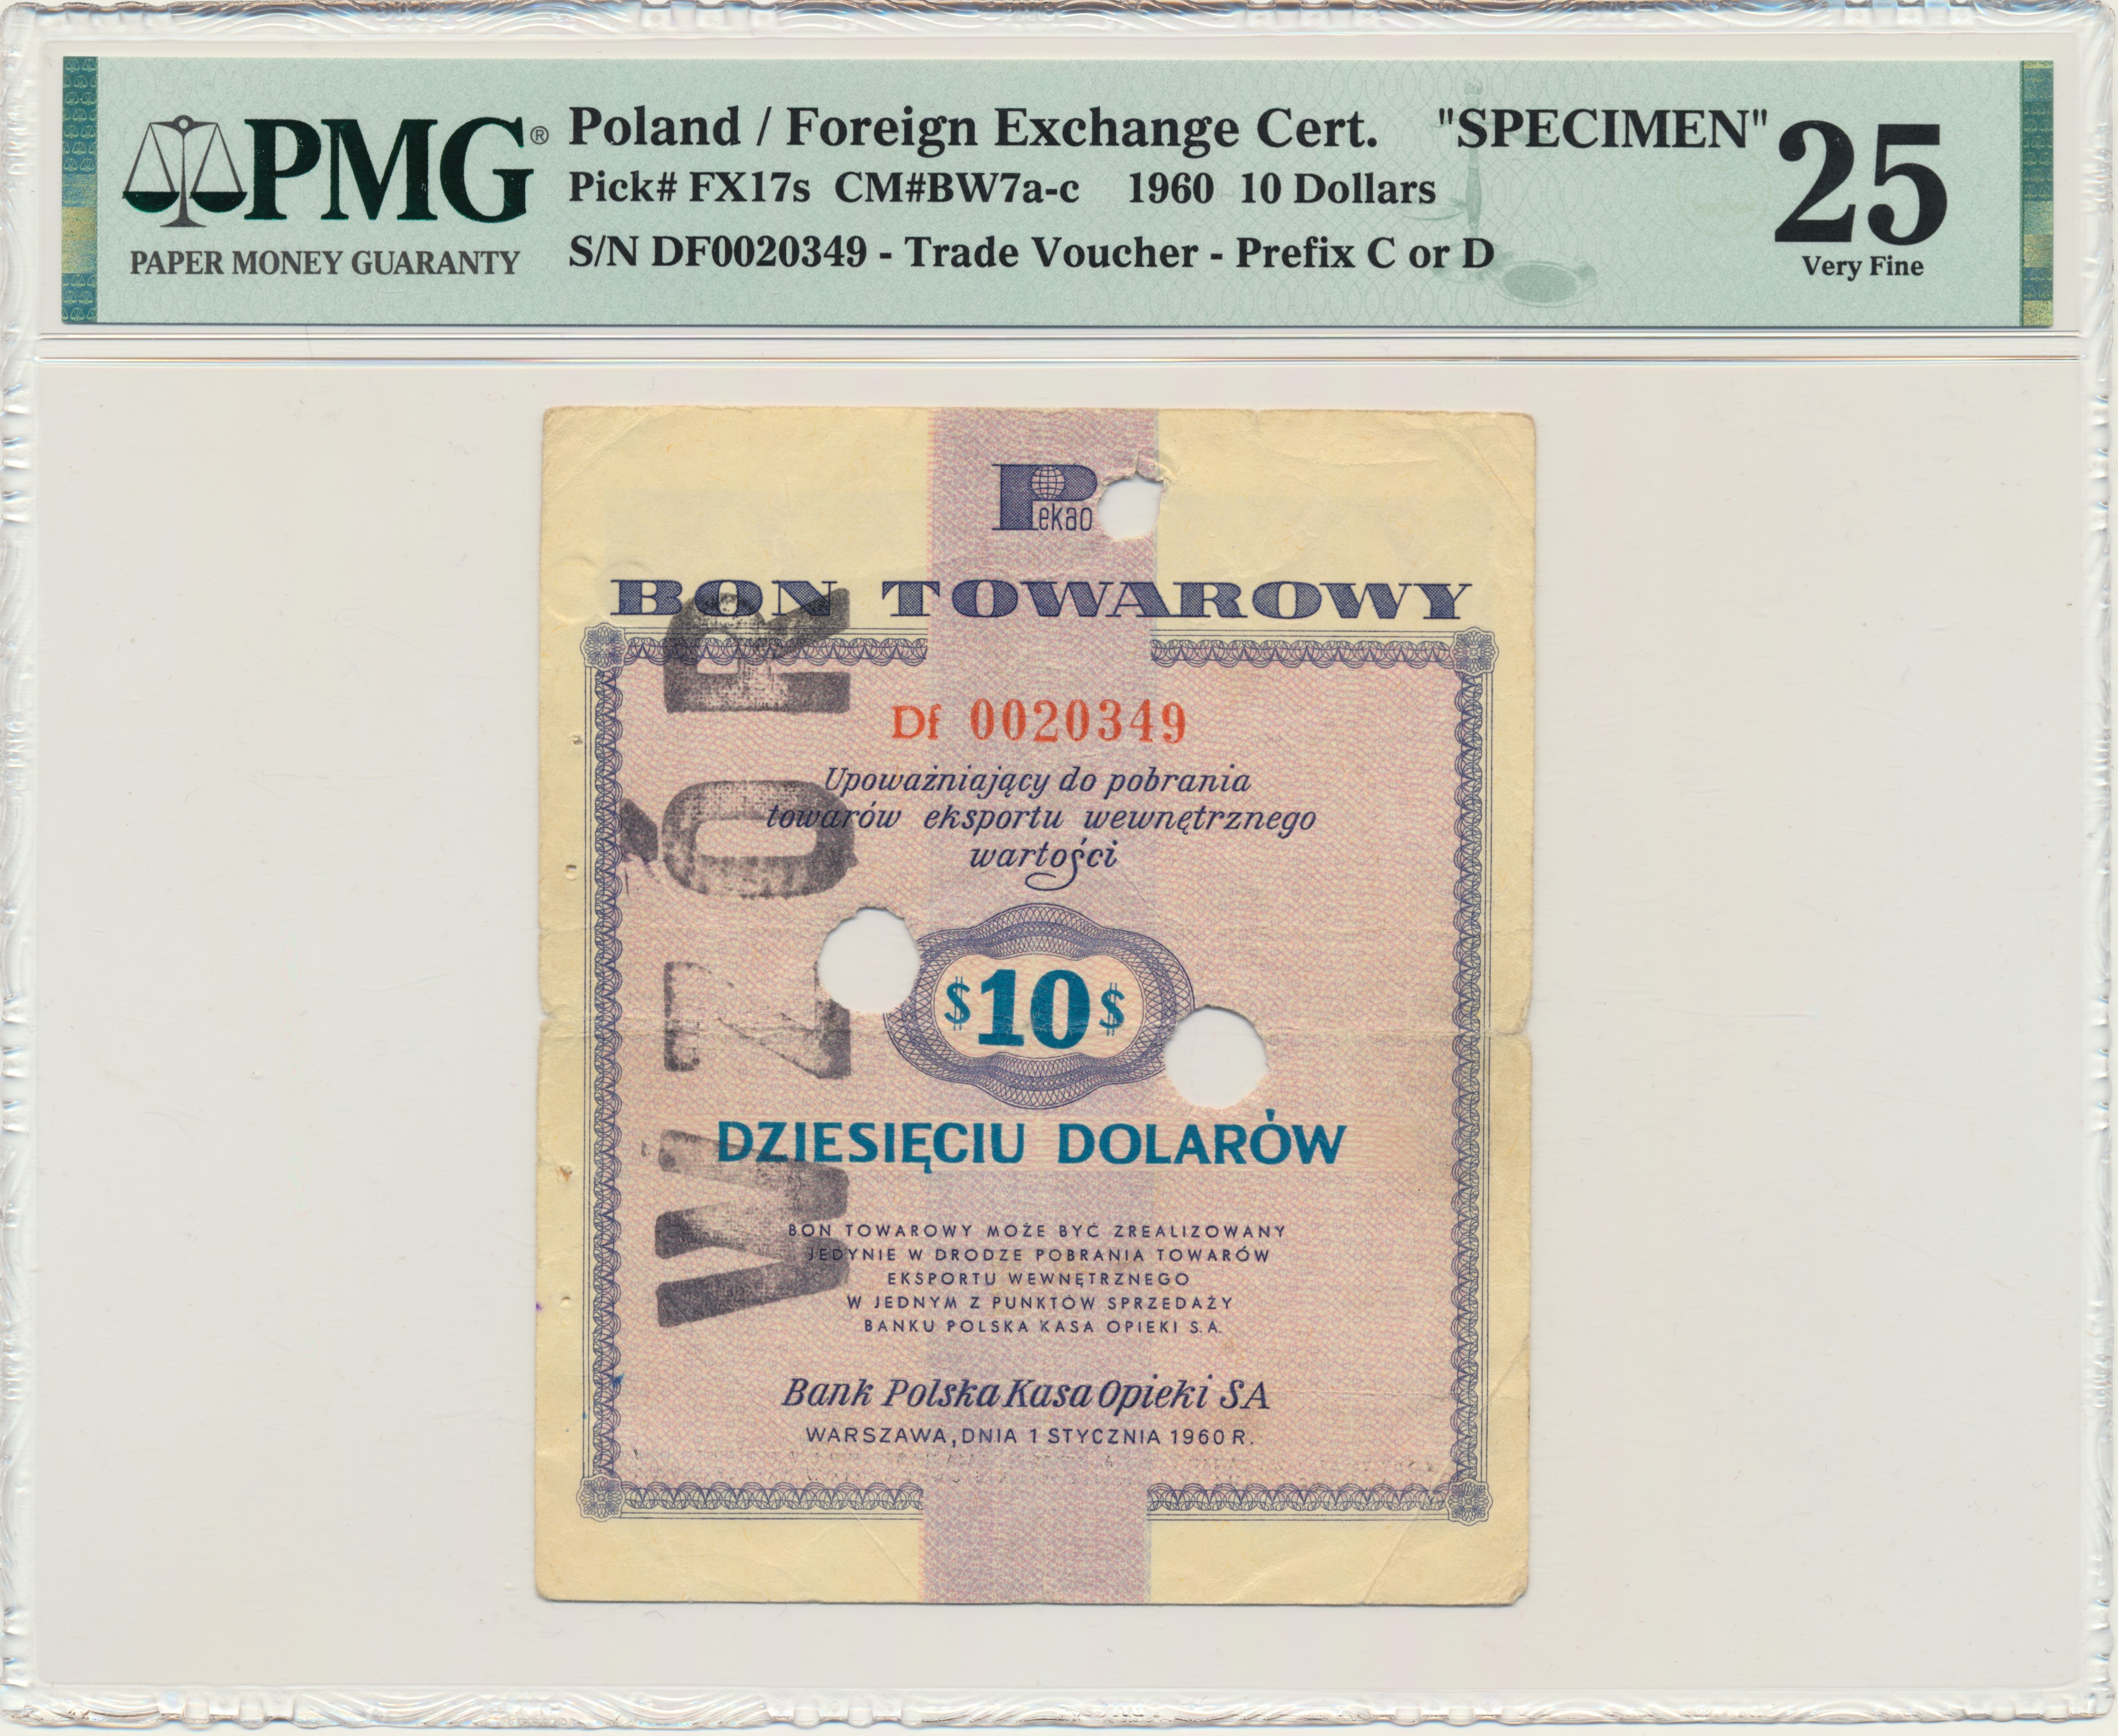 PMG®
PAPER MONEY GUARANTY
Poland / Foreign Exchange Cert. "SPECIMEN"
Pick# FX17s CM#BW7a-c 1960 10 Dollars
S/N DF0020349 - Trade Voucher - Prefix C or D
25
Very Fine
Pekao
BON TOWAROWY
Df 0020349
Upoważniający do pobrania
towarów eksportu wewnętrznego
wartości
$10$
DZIESIĘCIU DOLARÓW
BON TOWAROWY MOŻE BYĆ ZREALIZOWANY
JEDYNIE W DRODZE POBRANIA TOWARÓW
EKSPORTU WEWNĘTRZNEGO
W JEDNYM Z PUNKTÓW SPRZEDAŻY
BANKU POLSKA KASA OPIEKI S.A.
Bank Polska Kasa Opieki SA
WARSZAWA, DNIA 1 STYCZNIA 1960 R.
WZÓR